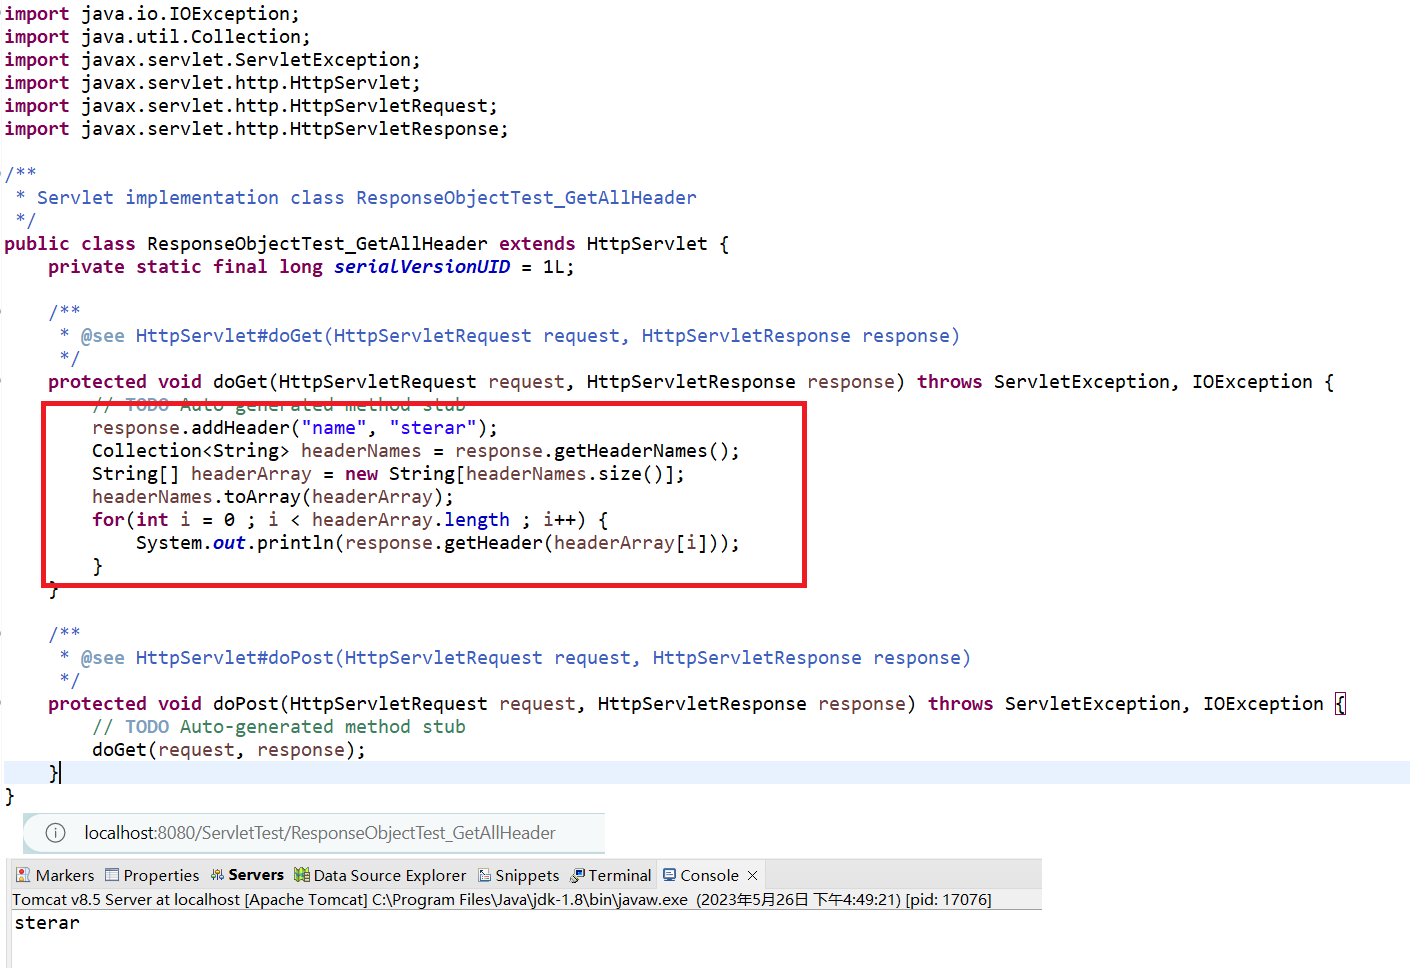 import java.io.IOException;
import java.util.Collection;
import javax.servlet.ServletException;
import javax.servlet.http.HttpServlet;
import javax.servlet.http.HttpServletRequest;
import javax.servlet.http.HttpServletResponse;
/**
* Servlet implementation class ResponseObjectTest_GetAllHeader
*/
public class ResponseObjectTest_GetAllHeader extends HttpServlet {
private static final long serialVersionUID = 1L;
/**
* @see HttpServlet#doGet(HttpServletRequest request, HttpServletResponse response)
*/
protected void doGet(HttpServletRequest request, HttpServletResponse response) throws ServletException, IOException {
// TODO Auto-generated method stub
response.addHeader("name", "sterar");
Collection<String> headerNames = response.getHeaderNames();
String[] headerArray = new String[headerNames.size()];
headerNames.toArray(headerArray);
for(int i = 0 ; i < headerArray.length ; i++) {
System.out.println(response.getHeader(headerArray[i]));
}
}
/**
* @see HttpServlet#doPost(HttpServletRequest request, HttpServletResponse response)
*/
protected void doPost(HttpServletRequest request, HttpServletResponse response) throws ServletException, IOException {
// TODO Auto-generated method stub
doGet(request, response);
}
}
localhost:8080/ServletTest/ResponseObjectTest_GetAllHeader
Markers Properties Servers Data Source Explorer Snippets Terminal Console
Tomcat v8.5 Server at localhost [Apache Tomcat] C:\Program Files\Java\jdk-1.8\bin\javaw.exe (2023年5月26日 下午4:49:21) [pid: 17076]
sterar